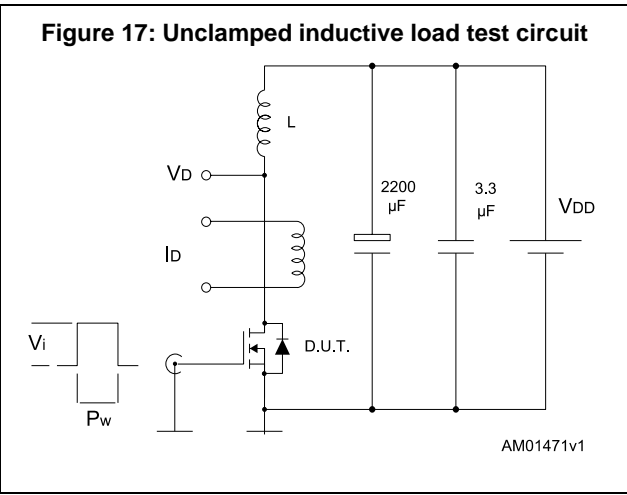 Figure 17: Unclamped inductive load test circuit
L
VD
2200
µF
3.3
µF
VDD
ID
Vi
D.U.T.
Pw
AM01471v1